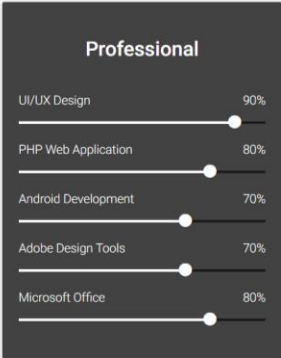 Professional
UI/UX Design 90%
PHP Web Application 80%
Android Development 70%
Adobe Design Tools 70%
Microsoft Office 80%